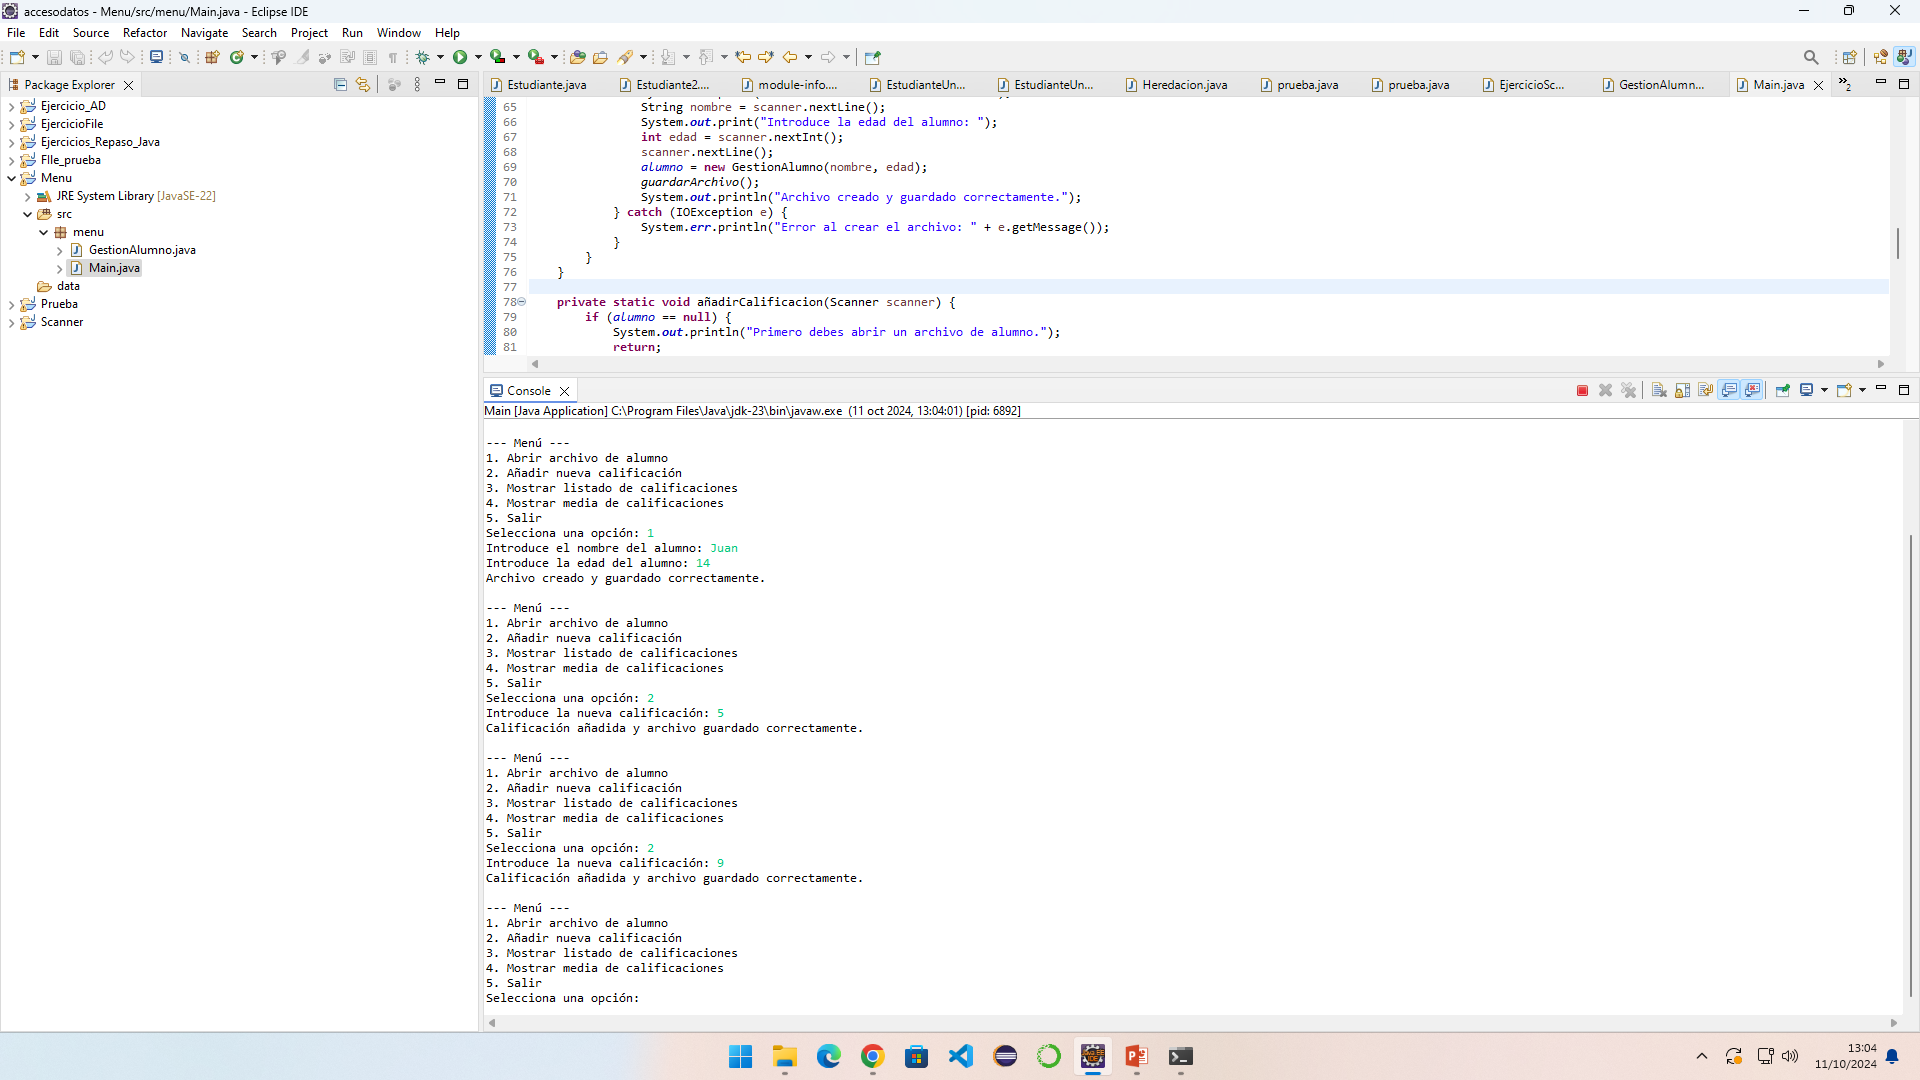 accesodatos - Menu/src/menu/Main.java - Eclipse IDE
File Edit Source Refactor Navigate Search Project Run Window Help
Package Explorer
Ejercicio_AD
EjercicioFile
Ejercicios_Repaso_Java
FIle_prueba
Menu
JRE System Library [JavaSE-22]
src
menu
GestionAlumno.java
Main.java
data
Prueba
Scanner
Estudiante.java Estudiante2.... module-info.... EstudianteUn... EstudianteUn... Heredacion.java prueba.java prueba.java EjercicioSc... GestionAlumn... Main.java »2
65 String nombre = scanner.nextLine();
66 System.out.print("Introduce la edad del alumno: ");
67 int edad = scanner.nextInt();
68 scanner.nextLine();
69 alumno = new GestionAlumno(nombre, edad);
70 guardarArchivo();
71 System.out.println("Archivo creado y guardado correctamente.");
72 } catch (IOException e) {
73 System.err.println("Error al crear el archivo: " + e.getMessage());
74 }
75 }
76 }
77
78 private static void añadirCalificacion(Scanner scanner) {
79 if (alumno == null) {
80 System.out.println("Primero debes abrir un archivo de alumno.");
81 return;
Console
Main [Java Application] C:\Program Files\Java\jdk-23\bin\javaw.exe (11 oct 2024, 13:04:01) [pid: 6892]
--- Menú ---
1. Abrir archivo de alumno
2. Añadir nueva calificación
3. Mostrar listado de calificaciones
4. Mostrar media de calificaciones
5. Salir
Selecciona una opción: 1
Introduce el nombre del alumno: Juan
Introduce la edad del alumno: 14
Archivo creado y guardado correctamente.
--- Menú ---
1. Abrir archivo de alumno
2. Añadir nueva calificación
3. Mostrar listado de calificaciones
4. Mostrar media de calificaciones
5. Salir
Selecciona una opción: 2
Introduce la nueva calificación: 5
Calificación añadida y archivo guardado correctamente.
--- Menú ---
1. Abrir archivo de alumno
2. Añadir nueva calificación
3. Mostrar listado de calificaciones
4. Mostrar media de calificaciones
5. Salir
Selecciona una opción: 2
Introduce la nueva calificación: 9
Calificación añadida y archivo guardado correctamente.
--- Menú ---
1. Abrir archivo de alumno
2. Añadir nueva calificación
3. Mostrar listado de calificaciones
4. Mostrar media de calificaciones
5. Salir
Selecciona una opción:
13:04
11/10/2024